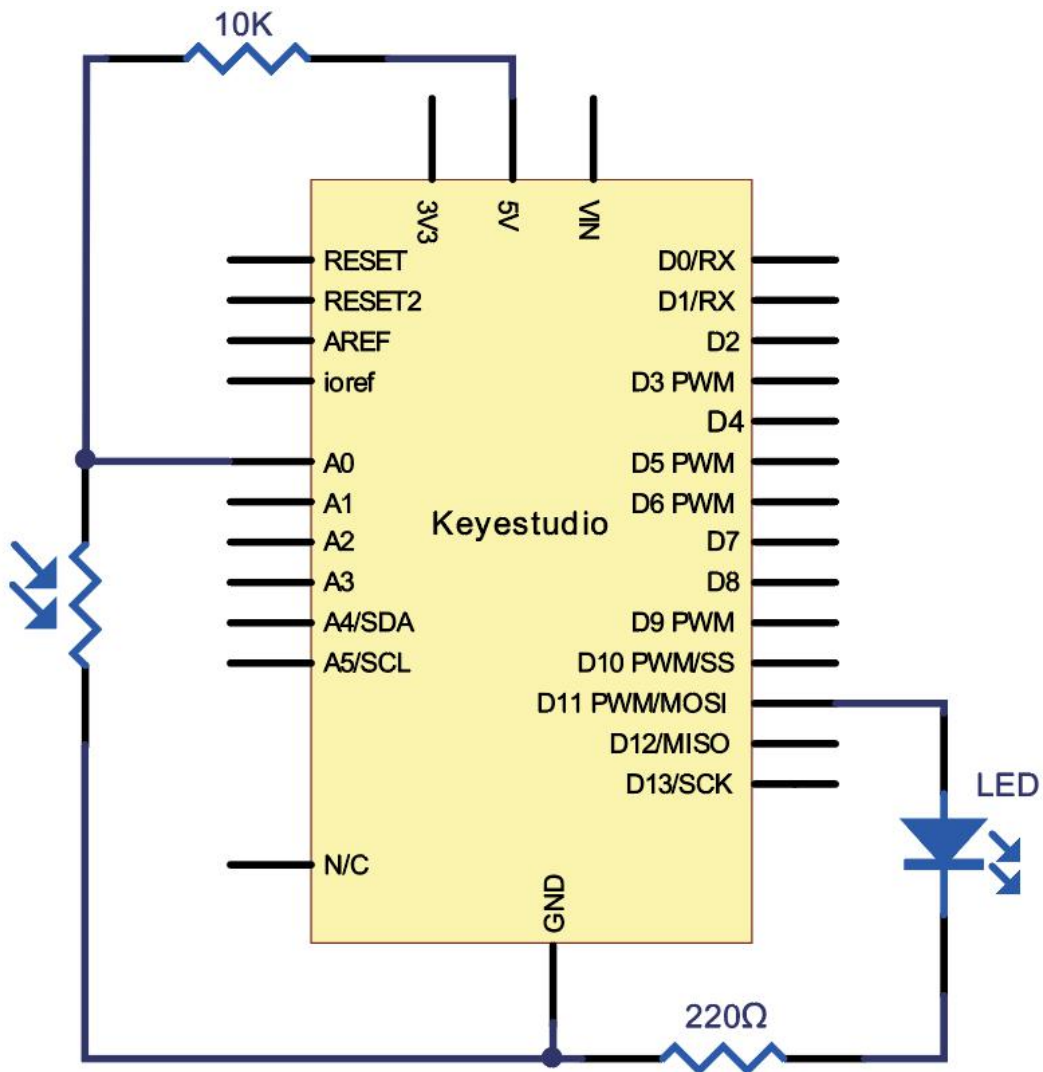 10K
3V3
5V
VIN
RESET
D0/RX
RESET2
D1/RX
AREF
D2
ioref
D3 PWM
D4
A0
D5 PWM
A1
D6 PWM
Keyestudio
A2
D7
A3
D8
A4/SDA
D9 PWM
A5/SCL
D10 PWM/SS
D11 PWM/MOSI
D12/MISO
D13/SCK
LED
N/C
GND
220Ω